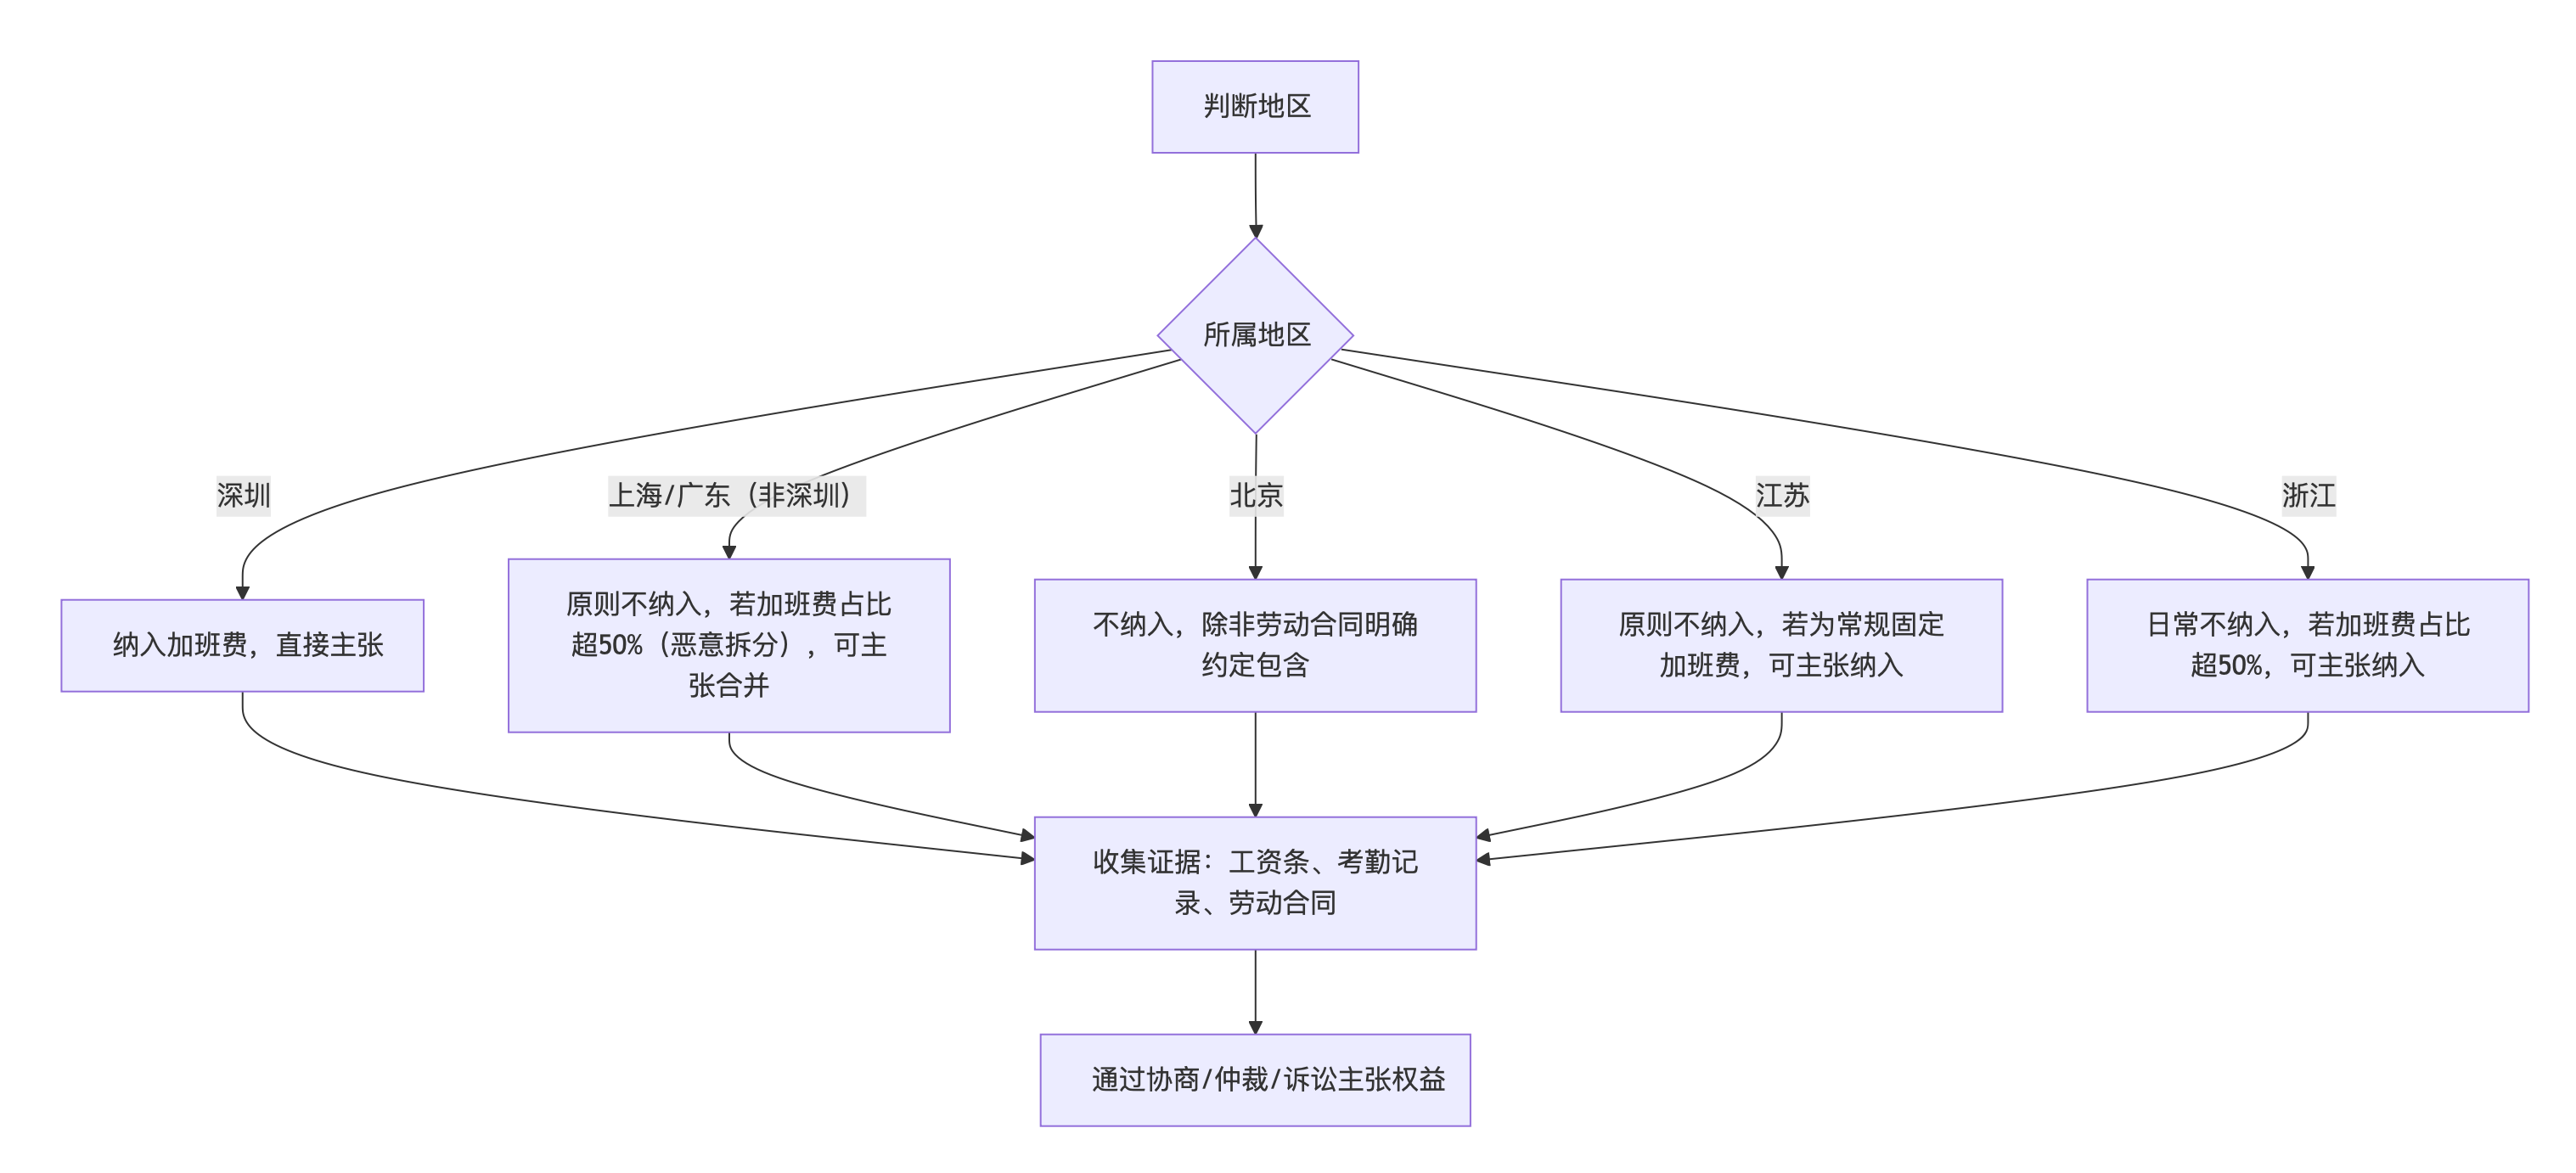 判断地区
所属地区
深圳
上海/广东（非深圳）
北京
江苏
浙江
纳入加班费，直接主张
原则不纳入，若加班费占比
超50%（恶意拆分），可主
张合并
不纳入，除非劳动合同明确
约定包含
原则不纳入，若为常规固定
加班费，可主张纳入
日常不纳入，若加班费占比
超50%，可主张纳入
收集证据：工资条、考勤记
录、劳动合同
通过协商/仲裁/诉讼主张权益